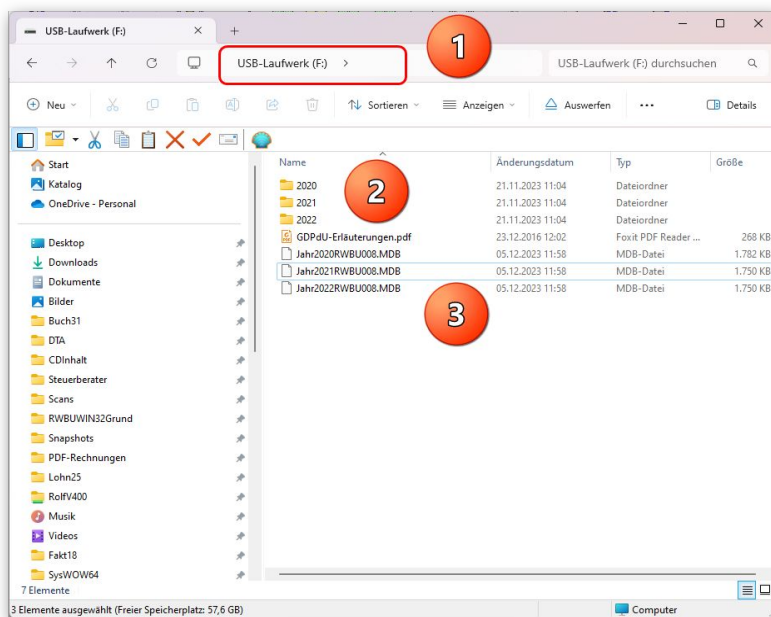 USB-Laufwerk (F:)
1
USB-Laufwerk (F:)
USB-Laufwerk (F:) durchsuchen
Neu Sortieren Anzeigen Auswerfen ... Details
Name Änderungsdatum Typ Größe
2
2020 21.11.2023 11:04 Dateiordner
2021 21.11.2023 11:04 Dateiordner
2022 21.11.2023 11:04 Dateiordner
GDPdU-Erläuterungen.pdf 23.12.2016 12:02 Foxit PDF Reader ... 268 KB
Jahr2020RWBU008.MDB 05.12.2023 11:58 MDB-Datei 1.782 KB
Jahr2021RWBU008.MDB 05.12.2023 11:58 MDB-Datei 1.750 KB
Jahr2022RWBU008.MDB 05.12.2023 11:58 MDB-Datei 1.750 KB
3
Start
Katalog
OneDrive - Personal
Desktop
Downloads
Dokumente
Bilder
Buch31
DTA
CDInhalt
Steuerberater
Scans
RWBUWIN32Grund
Snapshots
PDF-Rechnungen
Lohn25
RolfV400
Musik
Videos
Fakt18
SysWOW64
7 Elemente
3 Elemente ausgewählt (Freier Speicherplatz: 57,6 GB)
Computer